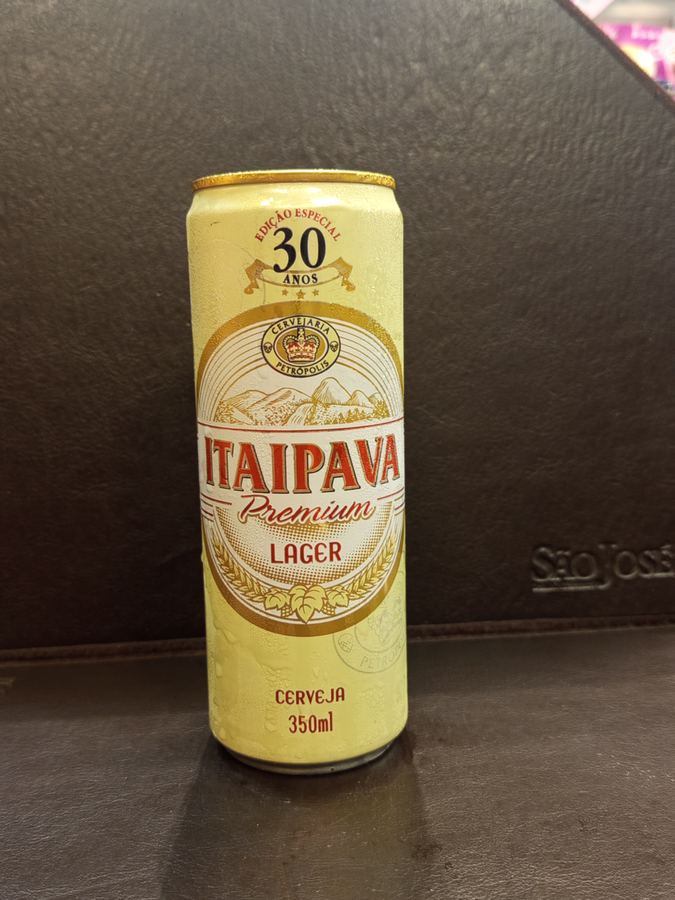 EDIÇÃO ESPECIAL
30
ANOS
CERVEJARIA
PETRÓPOLIS
ITAIPAVA
Premium
LAGER
SÃO JOSÉ
CERVEJA
350ml